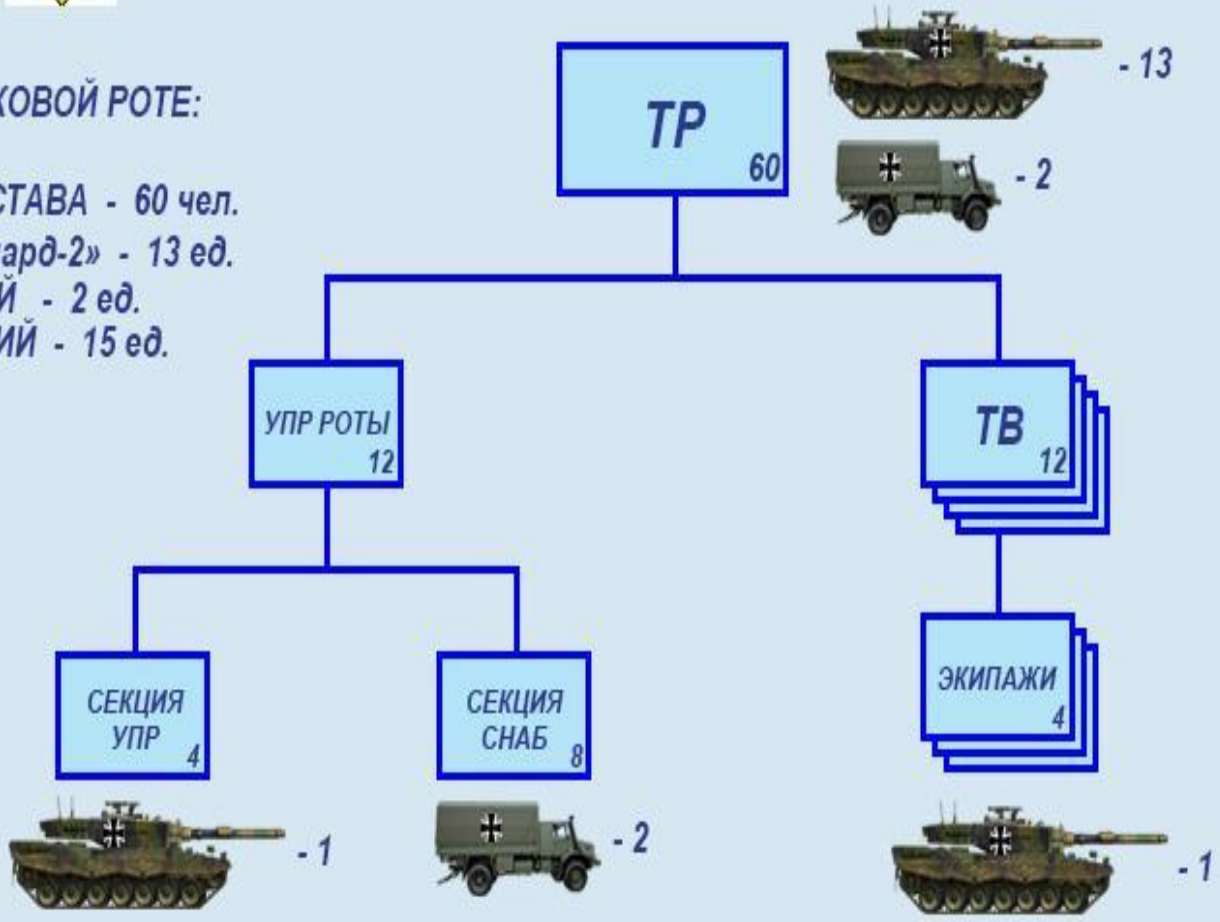 КОВОЙ РОТЕ:
СТАВА - 60 чел.
ард-2» - 13 ед.
Й - 2 ед.
ИЙ - 15 ед.
ТР
60
- 13
- 2
УПР РОТЫ
12
ТВ
12
СЕКЦИЯ
УПР
4
СЕКЦИЯ
СНАБ
8
ЭКИПАЖИ
4
- 1
- 2
- 1